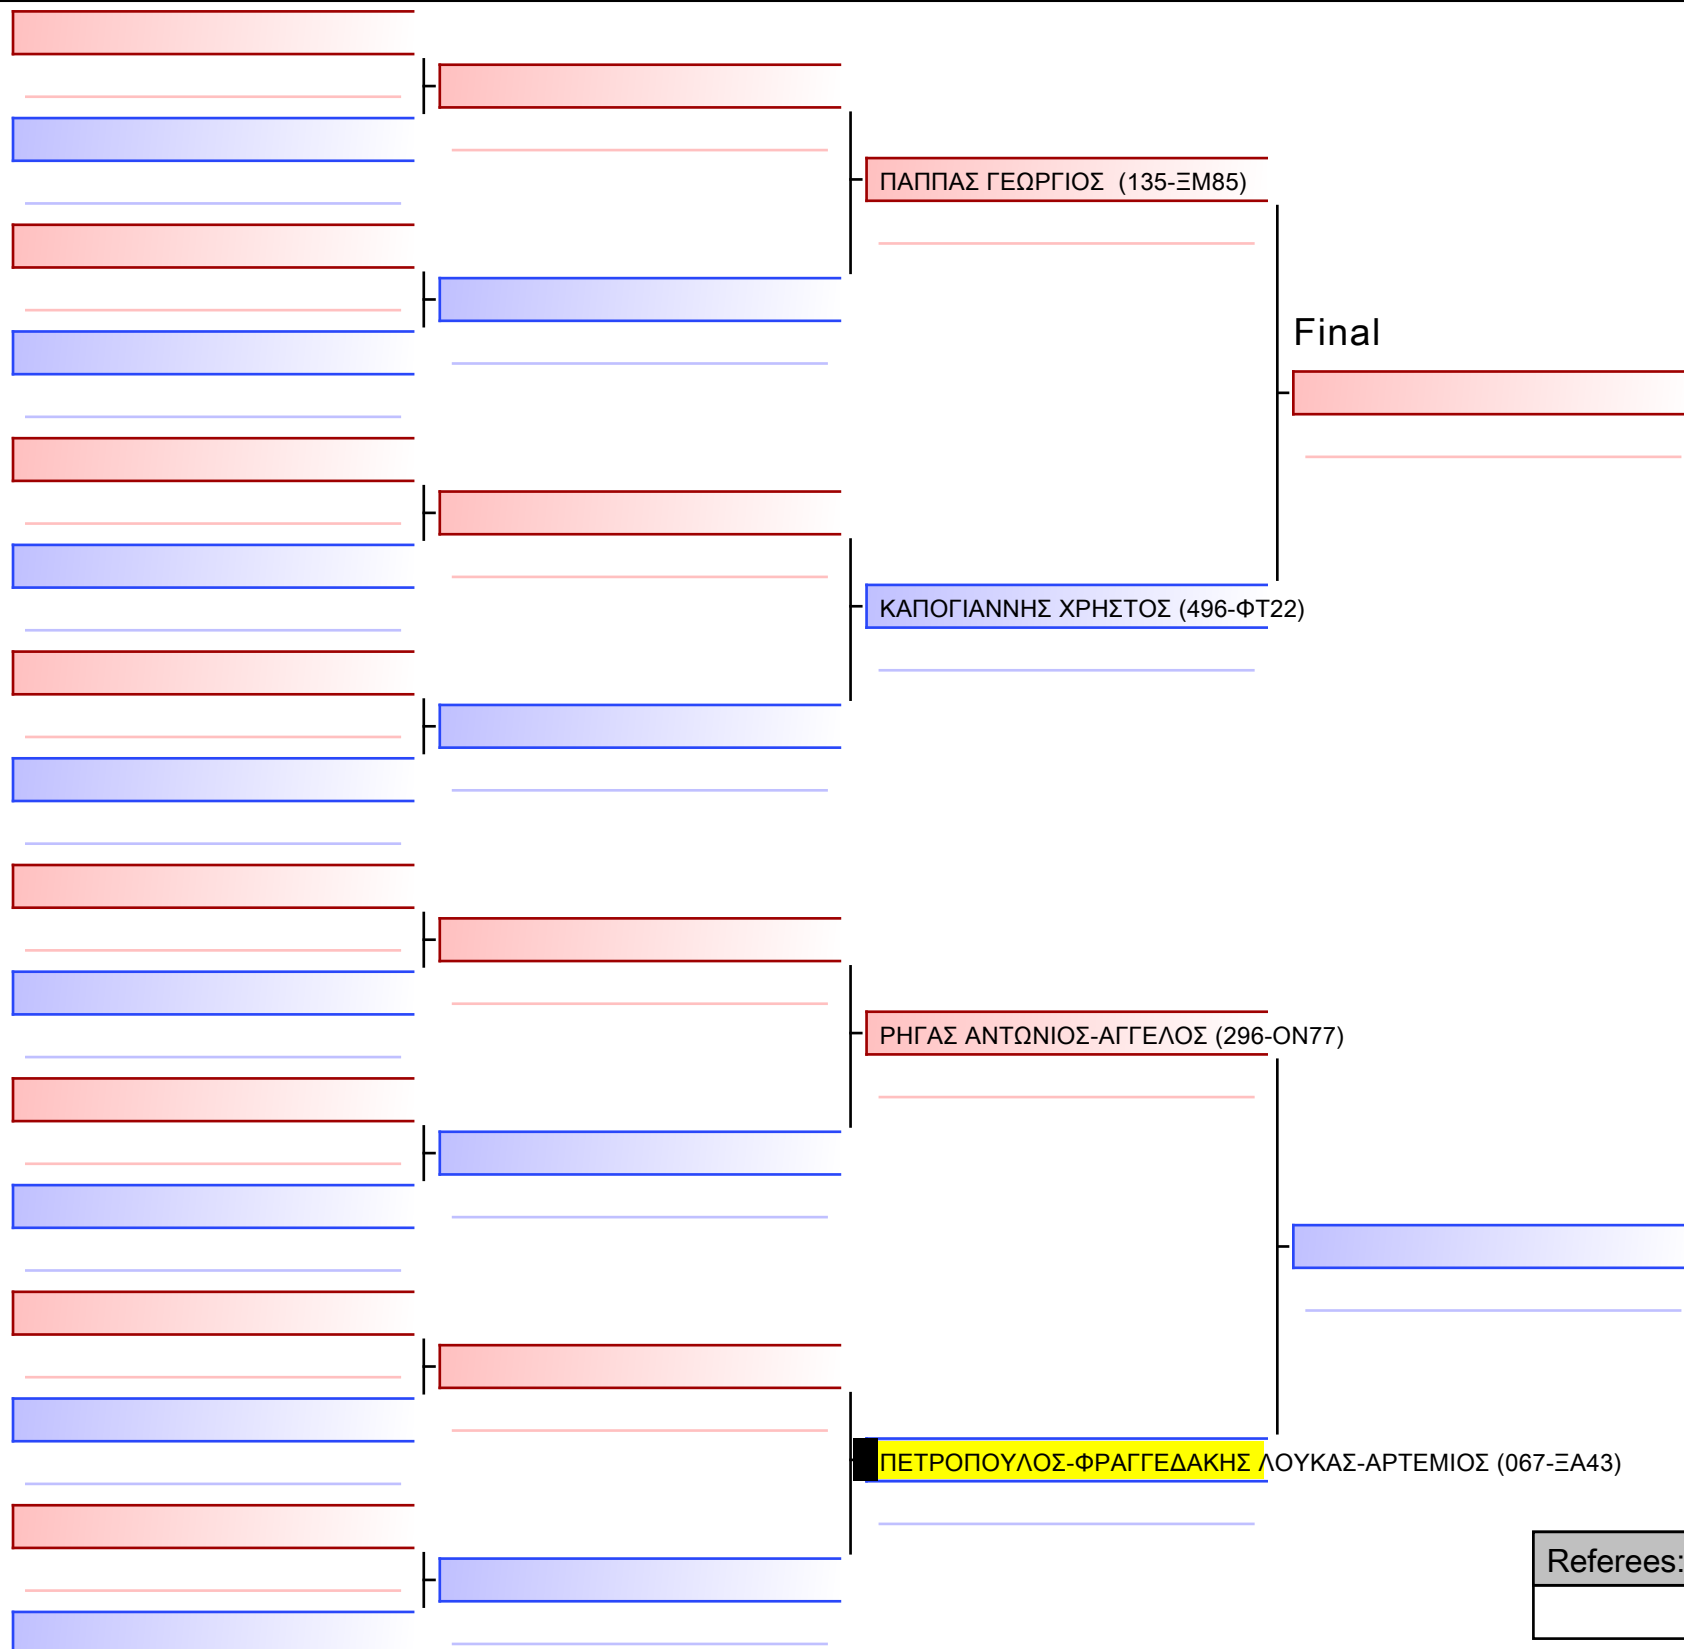 ΠΑΠΠΑΣ ΓΕΩΡΓΙΟΣ  (135-ΞΜ85)
Final
ΚΑΠΟΓΙΑΝΝΗΣ ΧΡΗΣΤΟΣ (496-ΦΤ22)
ΡΗΓΑΣ ΑΝΤΩΝΙΟΣ-ΑΓΓΕΛΟΣ (296-ΟΝ77)
ΠΕΤΡΟΠΟΥΛΟΣ-ΦΡΑΓΓΕΔΑΚΗΣ ΛΟΥΚΑΣ-ΑΡΤΕΜΙΟΣ (067-ΞΑ43)
Referees: